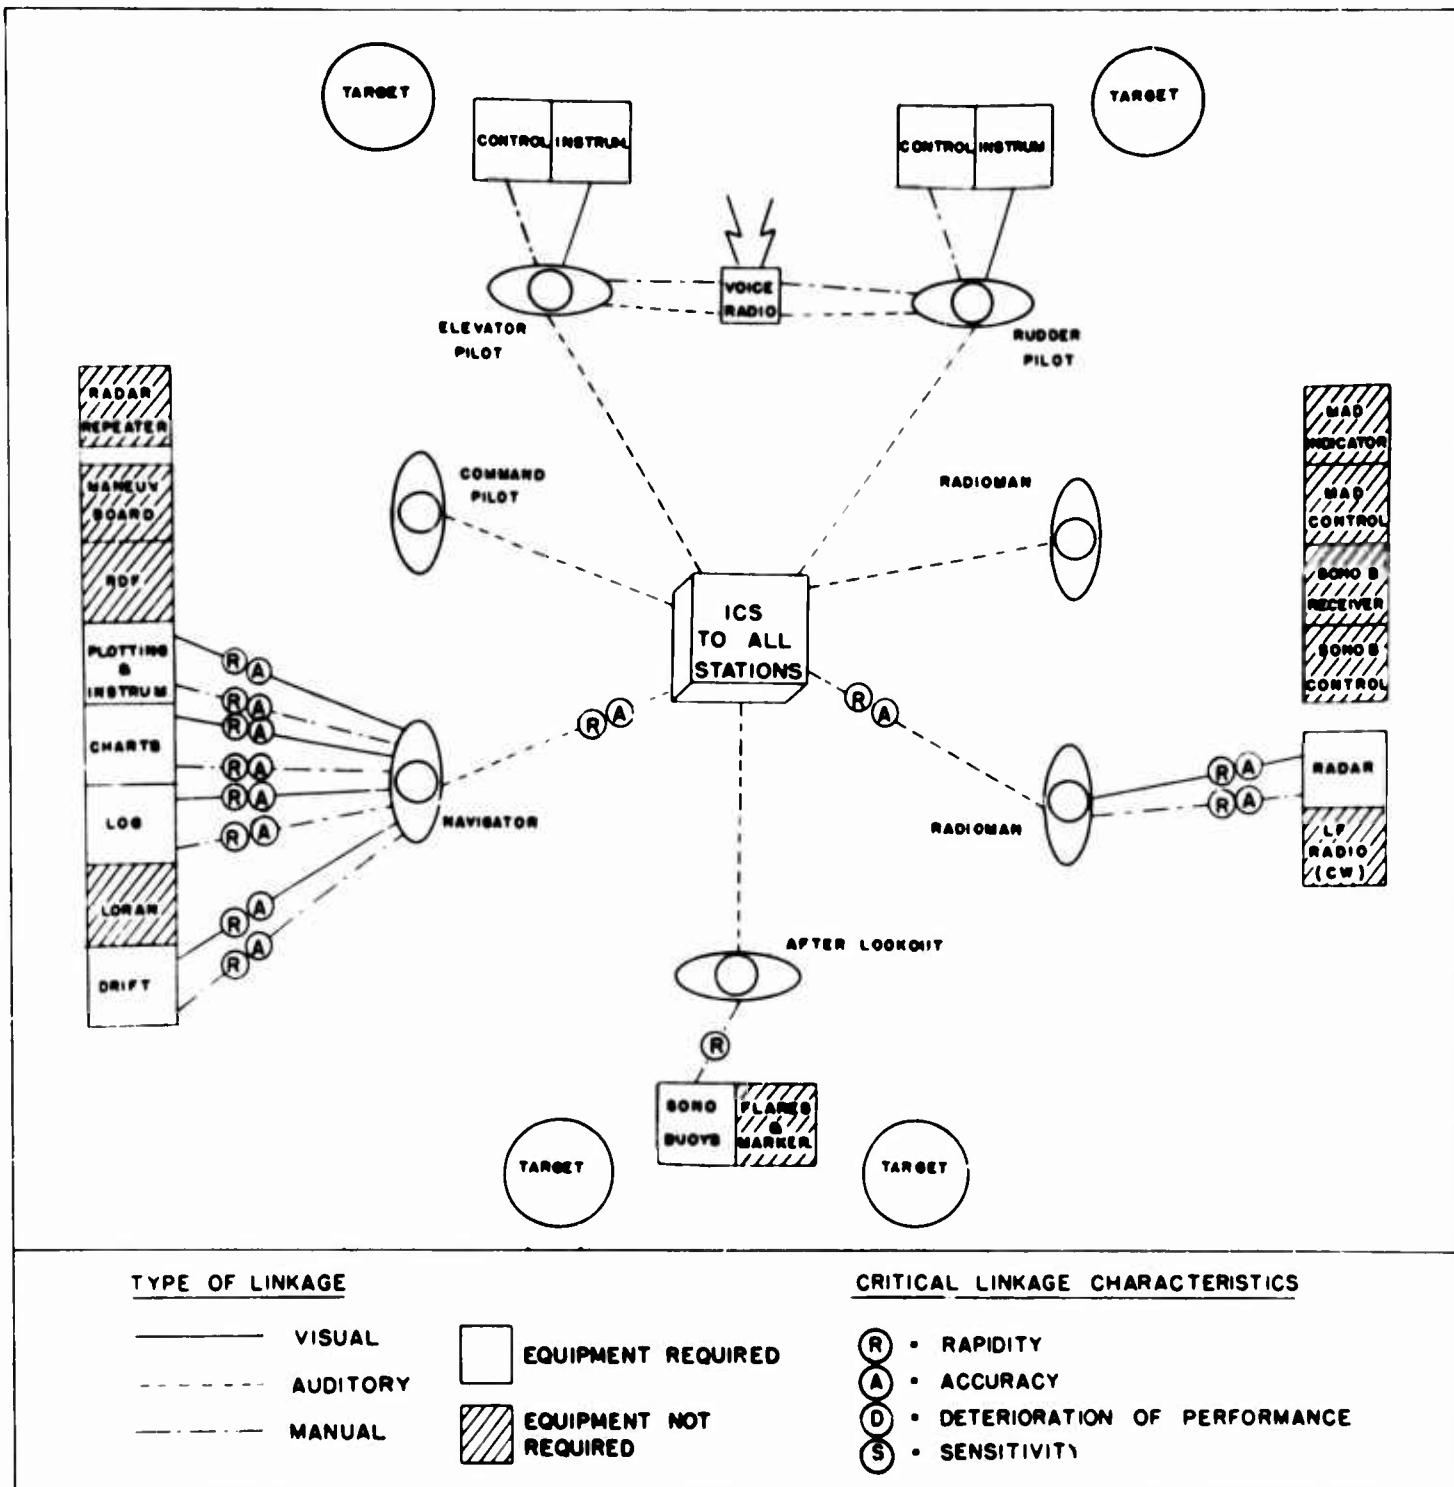 TARGET
TARGET
CONTROL INSTRUM.
CONTROL INSTRUM
VOICE
RADIO
ELEVATOR
PILOT
RUDDER
PILOT
RADAR
REPEATER
MANEUV
BOARD
RDF
PLOTTING
&
INSTRUM
CHARTS
LOG
LORAN
DRIFT
COMMAND
PILOT
RADIOMAN
MAD
INDICATOR
MAD
CONTROL
SONO B
RECEIVER
SONO B
CONTROL
ICS
TO ALL
STATIONS
R A
R A
R A
R A
R A
R A
R A
R A
R A
R A
R A
R A
NAVIGATOR
RADIOMAN
RADAR
LF
RADIO
(CW)
AFTER LOOKOUT
R
SONO
BUOYS
FLARES
&
MARKER
TARGET
TARGET
TYPE OF LINKAGE
VISUAL
AUDITORY
MANUAL
EQUIPMENT REQUIRED
EQUIPMENT NOT
REQUIRED
CRITICAL LINKAGE CHARACTERISTICS
R • RAPIDITY
A • ACCURACY
D • DETERIORATION OF PERFORMANCE
S • SENSITIVITY